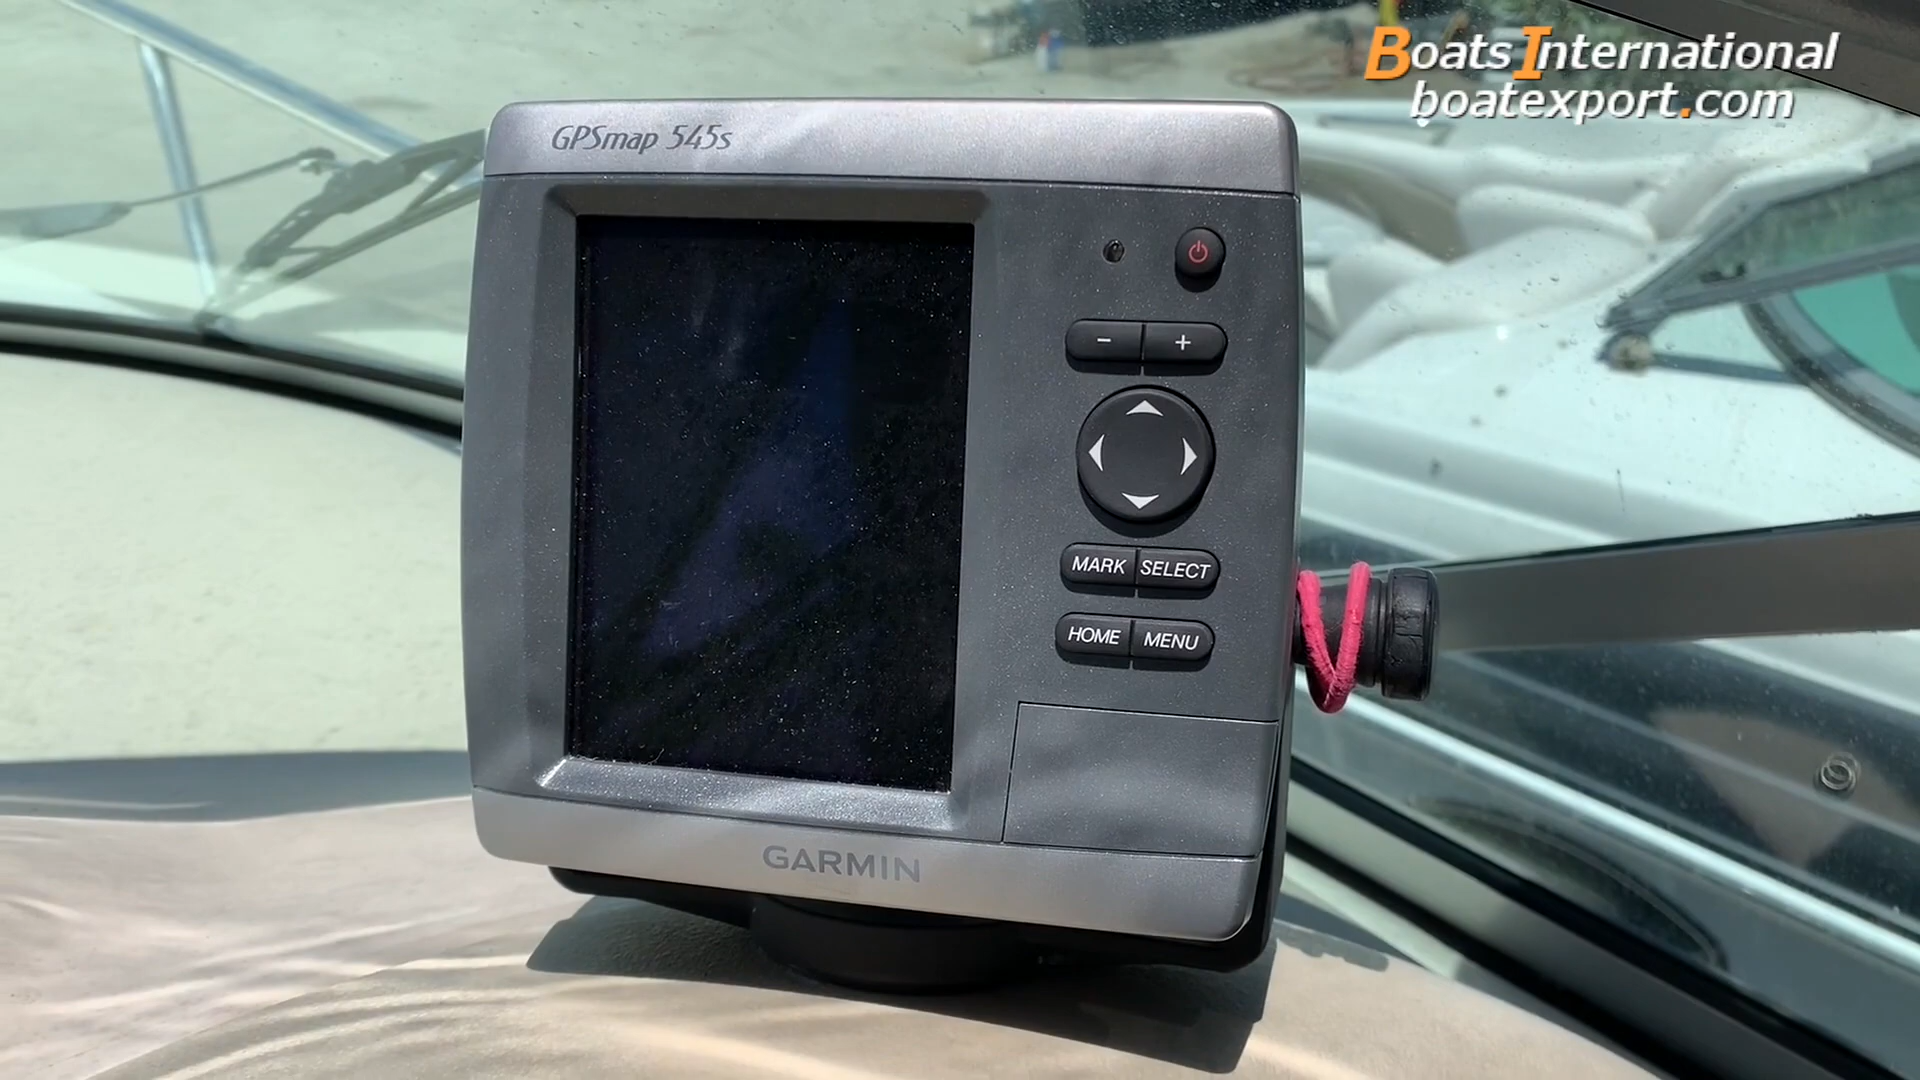 Boats International
boatexport.com
GPSmap 545s
- +
MARK SELECT
HOME MENU
GARMIN